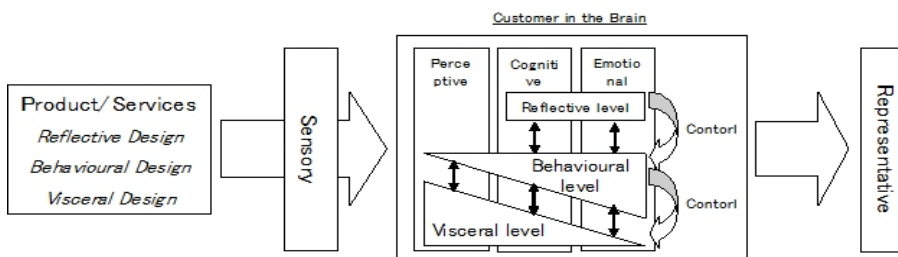 Customer in the Brain
Perce
ptive
Cogniti
ve
Emotio
nal
Product/Services
Reflective Design
Behavioural Design
Visceral Design
Sensory
Reflective level
Contorl
Behavioural
level
Contorl
Visceral level
Representative